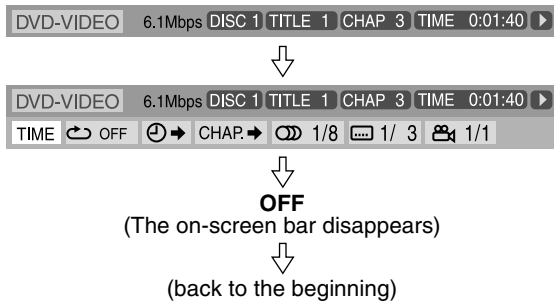 DVD-VIDEO 6.1Mbps DISC 1 TITLE 1 CHAP 3 TIME 0:01:40
DVD-VIDEO 6.1Mbps DISC 1 TITLE 1 CHAP 3 TIME 0:01:40
TIME OFF CHAP. 1/8 1/ 3 1/1
OFF
(The on-screen bar disappears)
(back to the beginning)